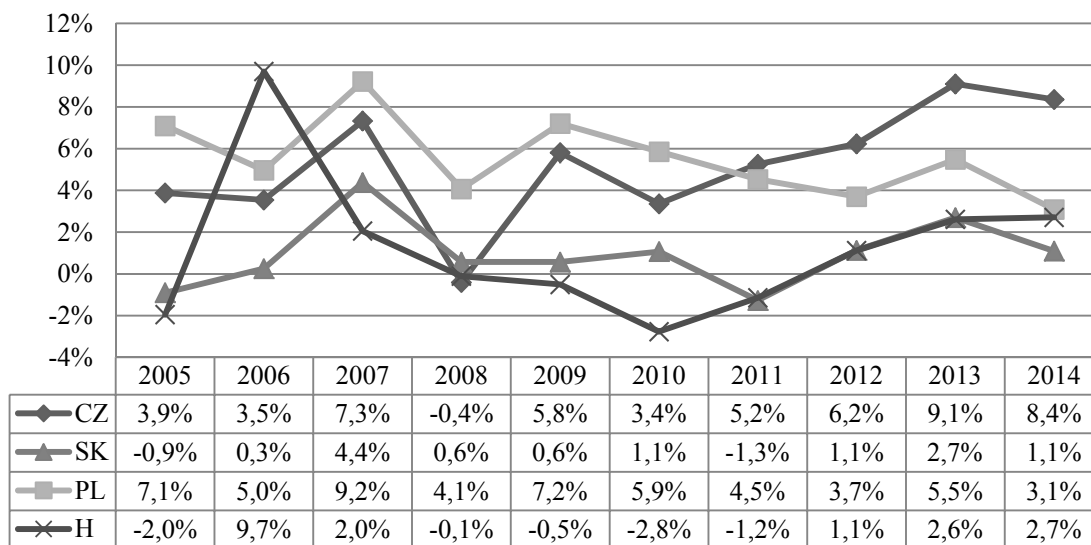 12%
10%
8%
6%
4%
2%
0%
-2%
-4%
2005 2006 2007 2008 2009 2010 2011 2012 2013 2014
CZ 3,9% 3,5% 7,3% -0,4% 5,8% 3,4% 5,2% 6,2% 9,1% 8,4%
SK -0,9% 0,3% 4,4% 0,6% 0,6% 1,1% -1,3% 1,1% 2,7% 1,1%
PL 7,1% 5,0% 9,2% 4,1% 7,2% 5,9% 4,5% 3,7% 5,5% 3,1%
H -2,0% 9,7% 2,0% -0,1% -0,5% -2,8% -1,2% 1,1% 2,6% 2,7%